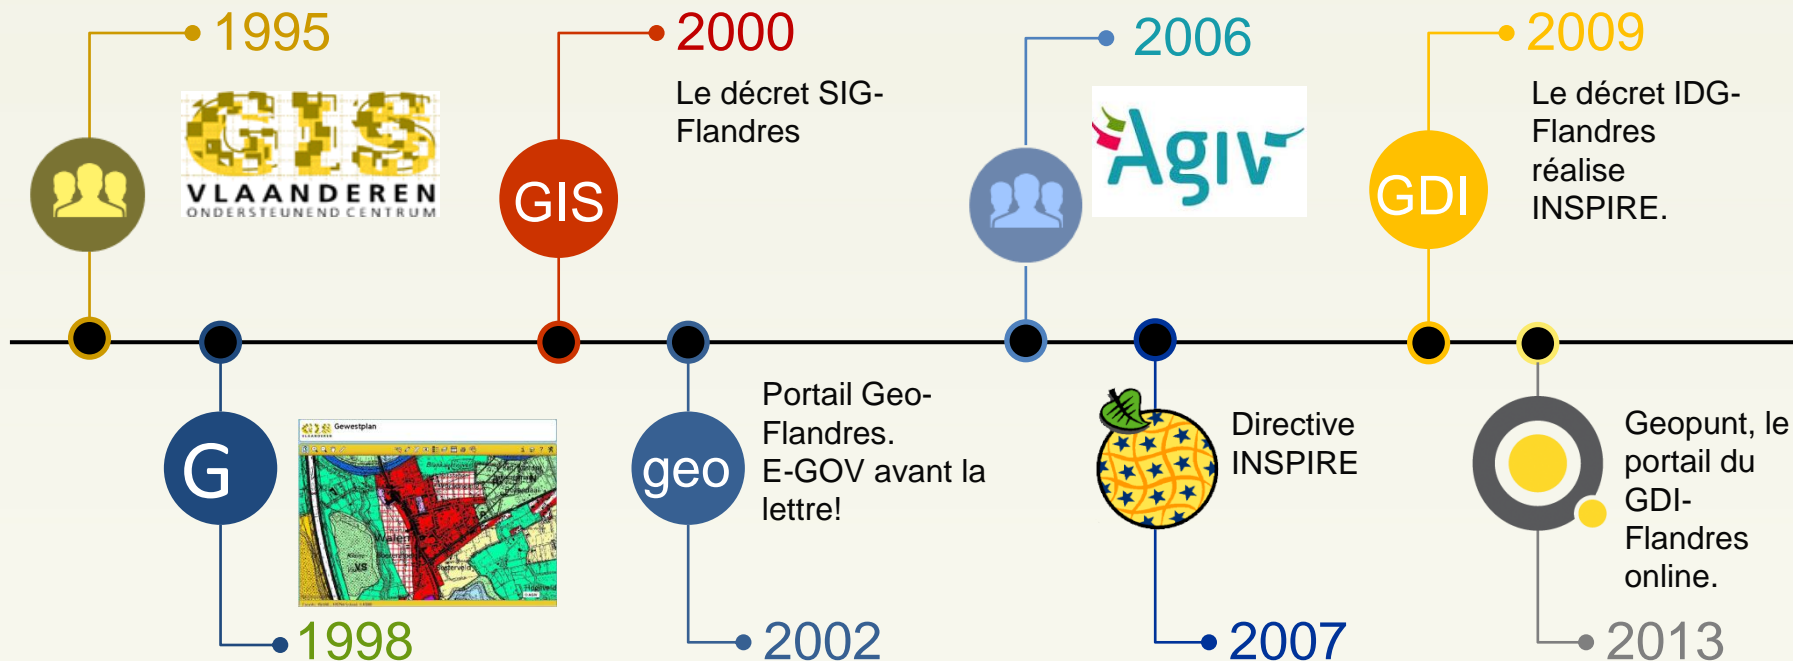 1995
GIS
VLAANDEREN
ONDERSTEUNEND CENTRUM
2000
Le décret SIG-
Flandres
GIS
2006
Agiv
2009
Le décret IDG-
Flandres
réalise
INSPIRE.
GDI
G
Gewestplan
1998
geo
Portail Geo-
Flandres.
E-GOV avant la
lettre!
2002
Directive
INSPIRE
2007
Geopunt, le
portail du
GDI-
Flandres
online.
2013